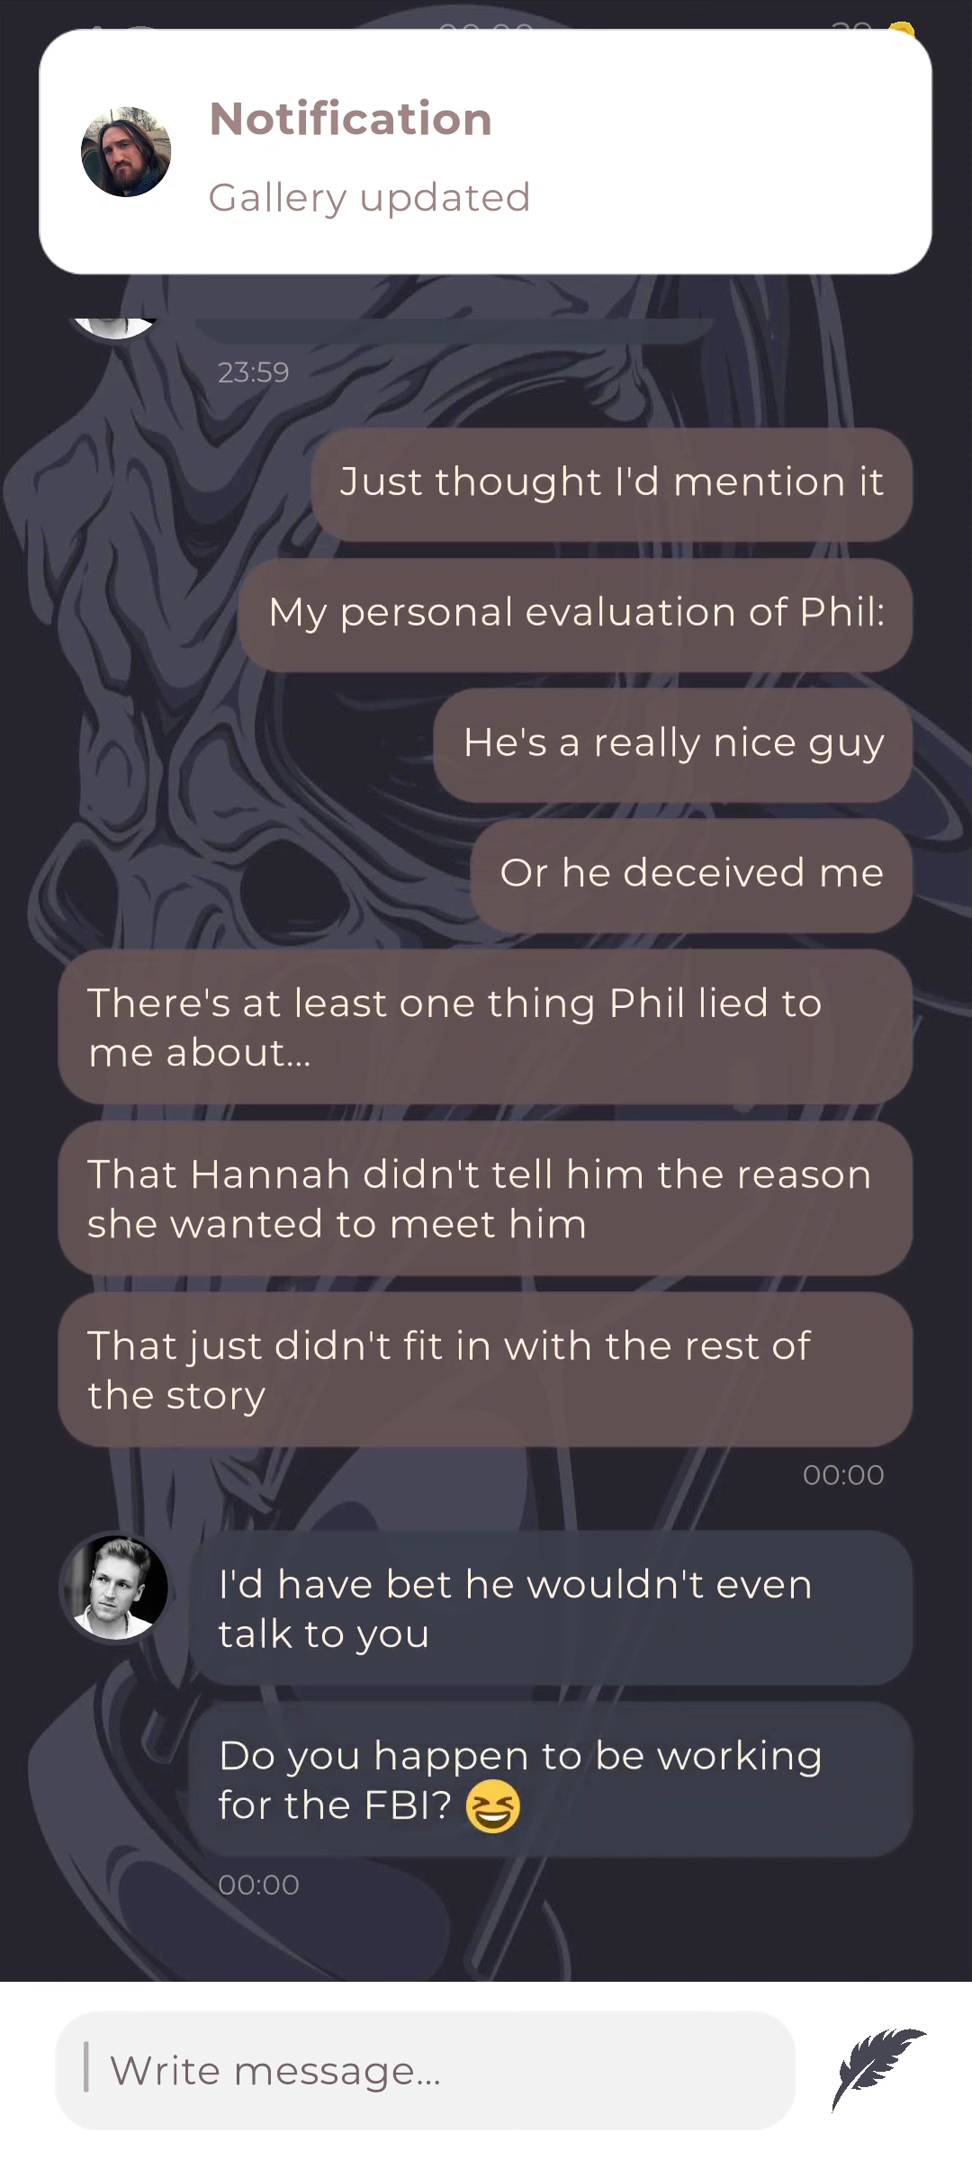 Notification
Gallery updated
23:59
Just thought I'd mention it
My personal evaluation of Phil:
He's a really nice guy
Or he deceived me
There's at least one thing Phil lied to
me about...
That Hannah didn't tell him the reason
she wanted to meet him
That just didn't fit in with the rest of
the story
00:00
I'd have bet he wouldn't even
talk to you
Do you happen to be working
for the FBI? 😆
00:00
Write message...